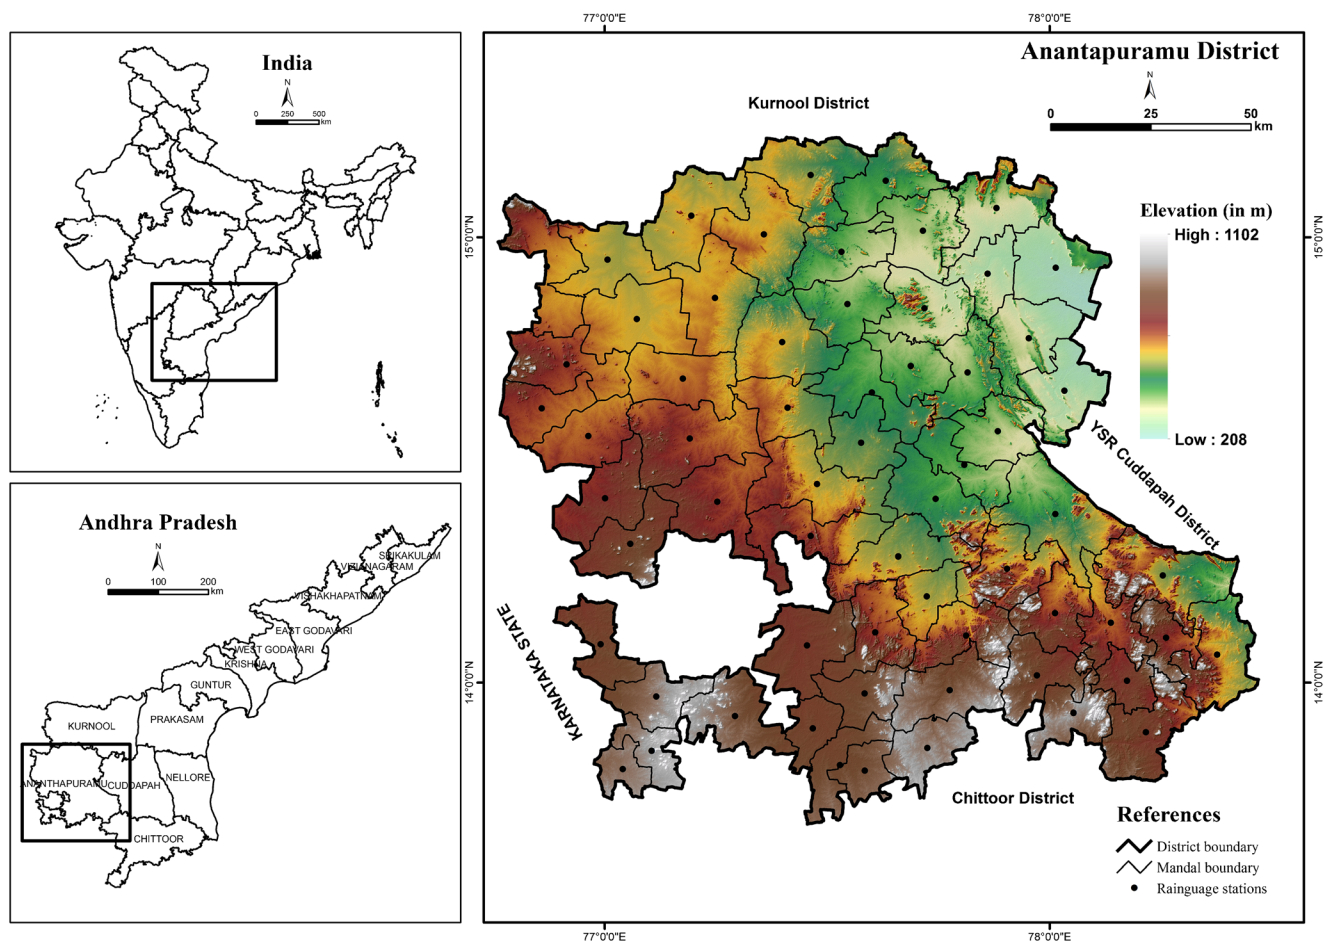 77°0'0"E
78°0'0"E
India
N
0 250 500
km
Andhra Pradesh
N
0 100 200
km
SRIKAKULAM
VIZIANAGARAM
VISHAKHAPATNAM
EAST GODAVARI
WEST GODAVARI
KRISHNA
GUNTUR
PRAKASAM
KURNOOL
NELLORE
ANANTHAPURAMU
CUDDAPAH
CHITTOOR
Anantapuramu District
N
0 25 50
km
Kurnool District
15°0'0"N
15°0'0"N
Elevation (in m)
High : 1102
Low : 208
YSR Cuddapah District
KARNATAKA STATE
14°0'0"N
14°0'0"N
Chittoor District
References
District boundary
Mandal boundary
Rainguage stations
77°0'0"E
78°0'0"E